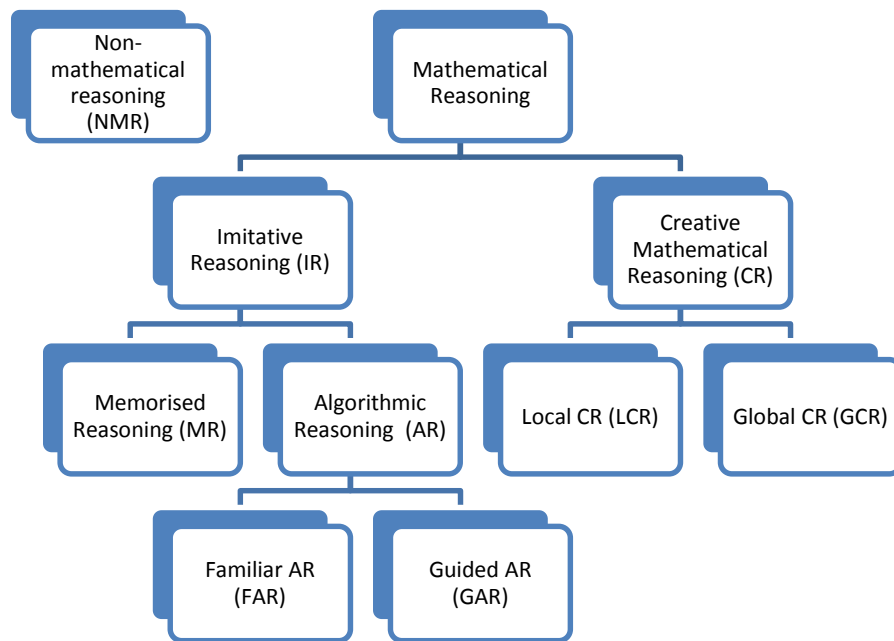 Non-
mathematical
reasoning
(NMR)
Mathematical
Reasoning
Imitative
Reasoning (IR)
Creative
Mathematical
Reasoning (CR)
Memorised
Reasoning (MR)
Algorithmic
Reasoning (AR)
Local CR (LCR)
Global CR (GCR)
Familiar AR
(FAR)
Guided AR
(GAR)